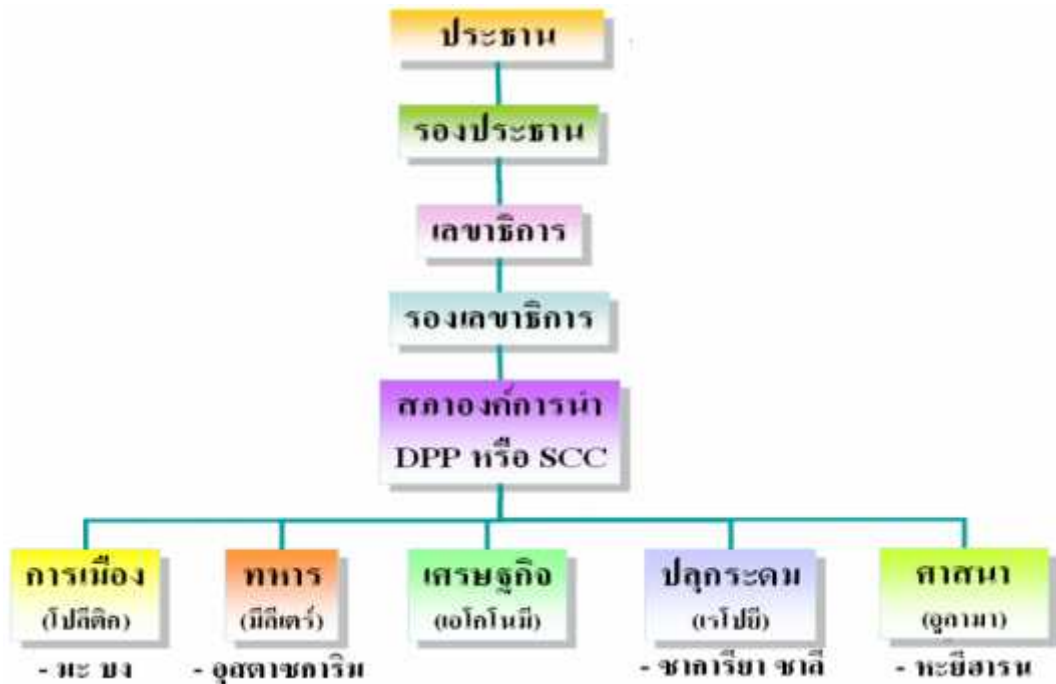 ประธาน
รองประธาน
เลขาธิการ
รองเลขาธิการ
สภาองค์การนำ
DPP หรือ SCC
การเมือง
(โปลีติค)
- มะ บง
ทหาร
(มีลีเตร์)
- อุสตาซการิม
เศรษฐกิจ
(เอโคโนมี)
ปลุกระดม
(เรโปยี)
- ซาการียา ซาลี
ศาสนา
(อูกามา)
- หะยีฮารน